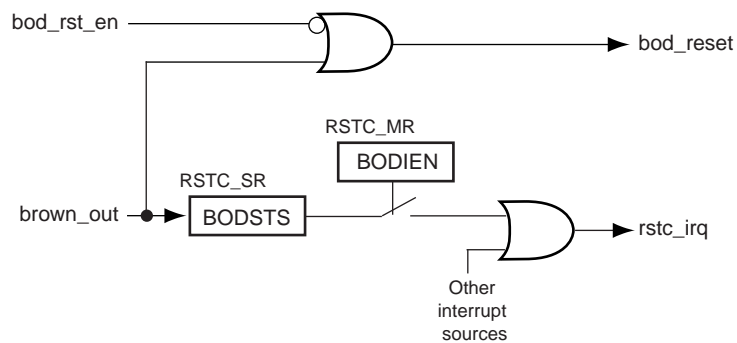 bod_rst_en
bod_reset
RSTC_MR
BODIEN
RSTC_SR
brown_out
BODSTS
rstc_irq
Other
interrupt
sources